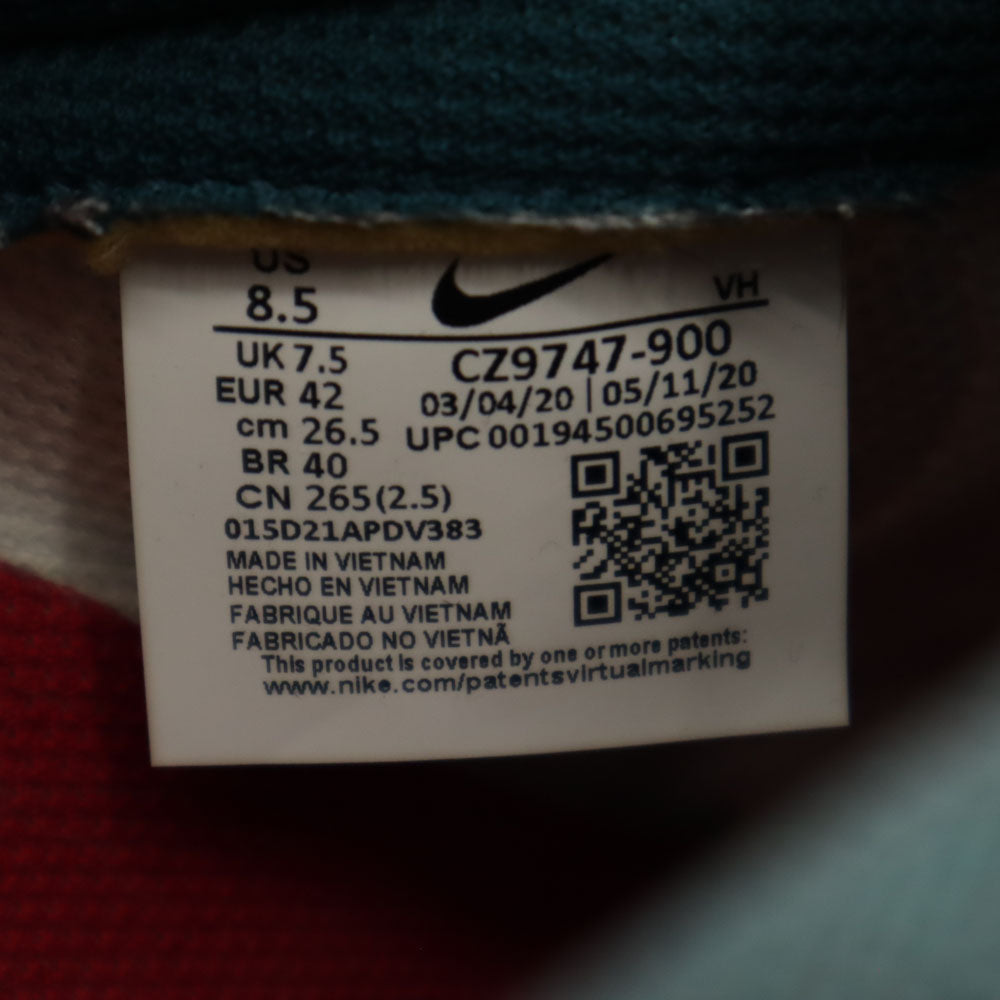 US
8.5
VH
UK 7.5
CZ9747-900
EUR 42
03/04/20 | 05/11/20
cm 26.5
UPC 00194500695252
BR 40
CN 265(2.5)
015D21APDV383
MADE IN VIETNAM
HECHO EN VIETNAM
FABRIQUE AU VIETNAM
FABRICADO NO VIETNÃ
This product is covered by one or more patents:
www.nike.com/patentsvirtualmarking